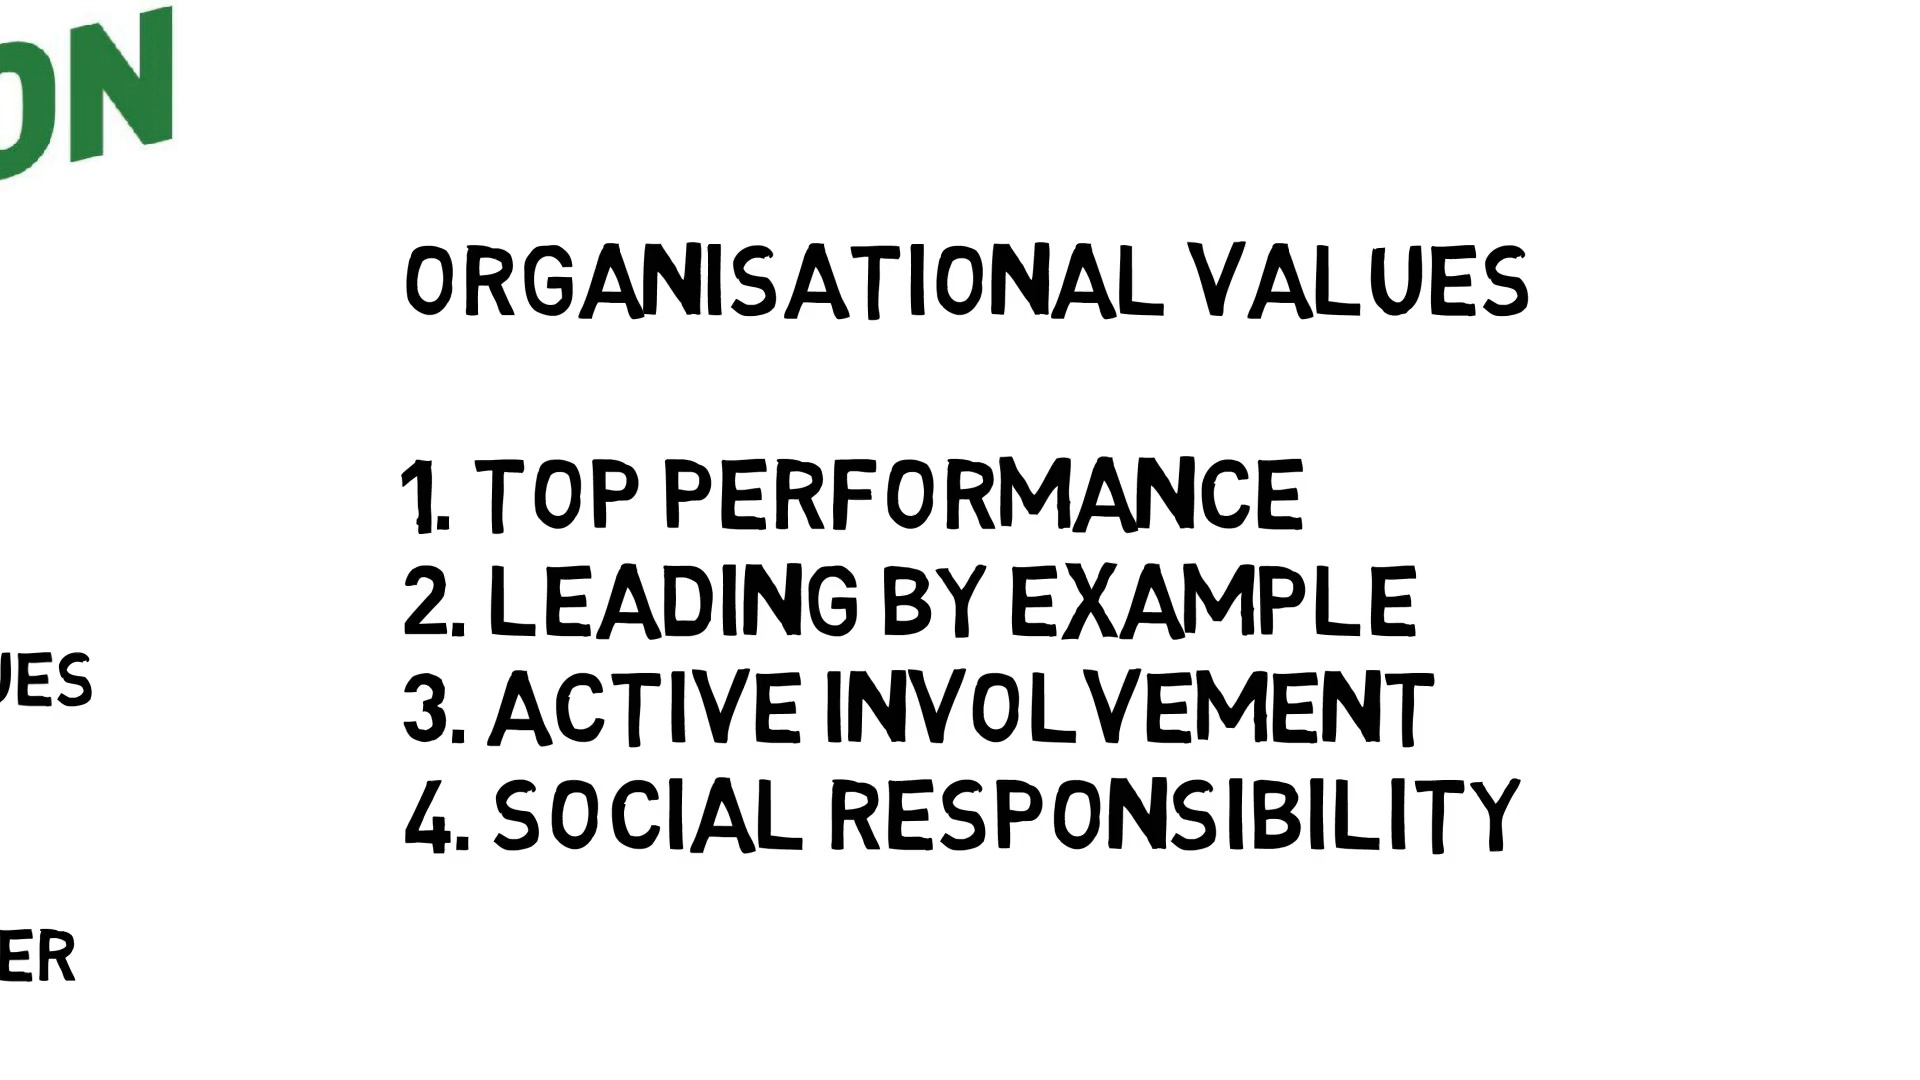 ON
ORGANISATIONAL VALUES
1. TOP PERFORMANCE
2. LEADING BY EXAMPLE
3. ACTIVE INVOLVEMENT
4. SOCIAL RESPONSIBILITY
UES
ER